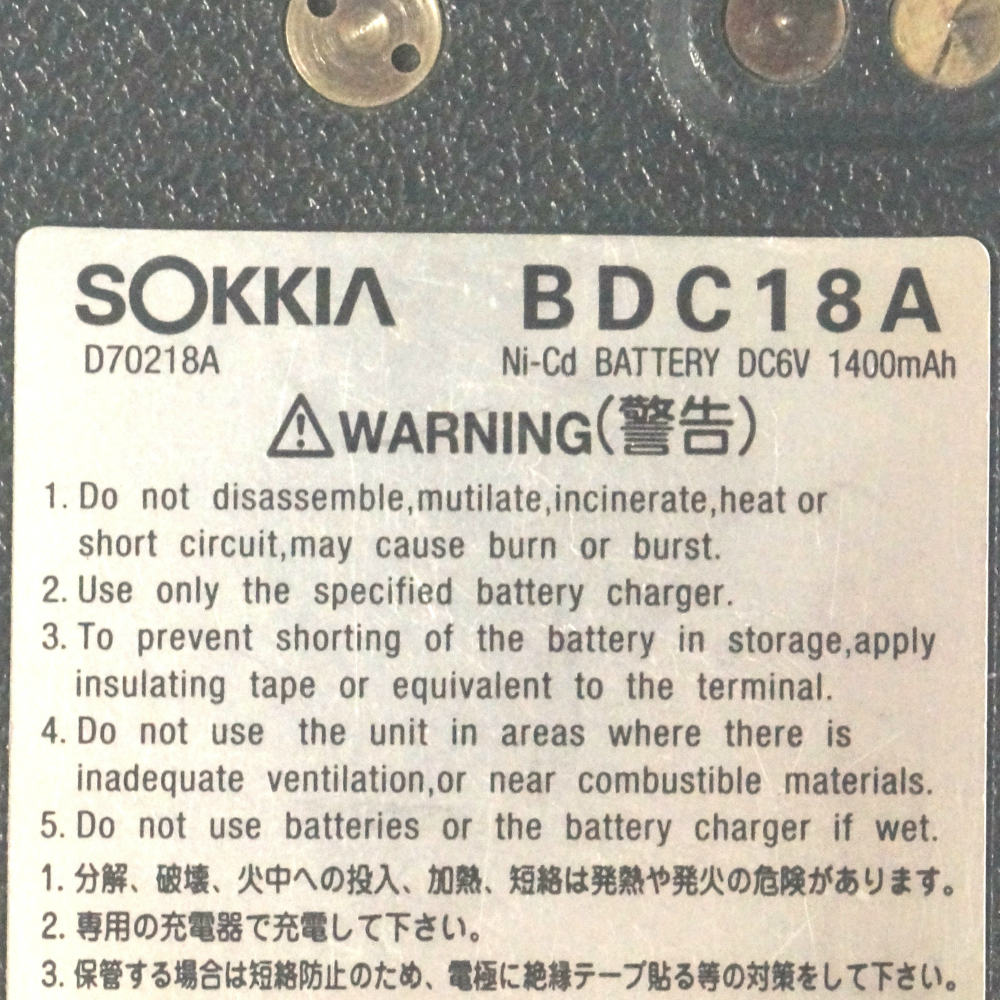 SOKKIA BDC18A
D70218A Ni-Cd BATTERY DC6V 1400mAh
⚠WARNING(警告)
1. Do not disassemble,mutilate,incinerate,heat or
short circuit,may cause burn or burst.
2. Use only the specified battery charger.
3. To prevent shorting of the battery in storage,apply
insulating tape or equivalent to the terminal.
4. Do not use the unit in areas where there is
inadequate ventilation,or near combustible materials.
5. Do not use batteries or the battery charger if wet.
1. 分解、破壊、火中への投入、加熱、短絡は発熱や発火の危険があります。
2. 専用の充電器で充電して下さい。
3. 保管する場合は短絡防止のため、電極に絶縁テープ貼る等の対策をして下さい。